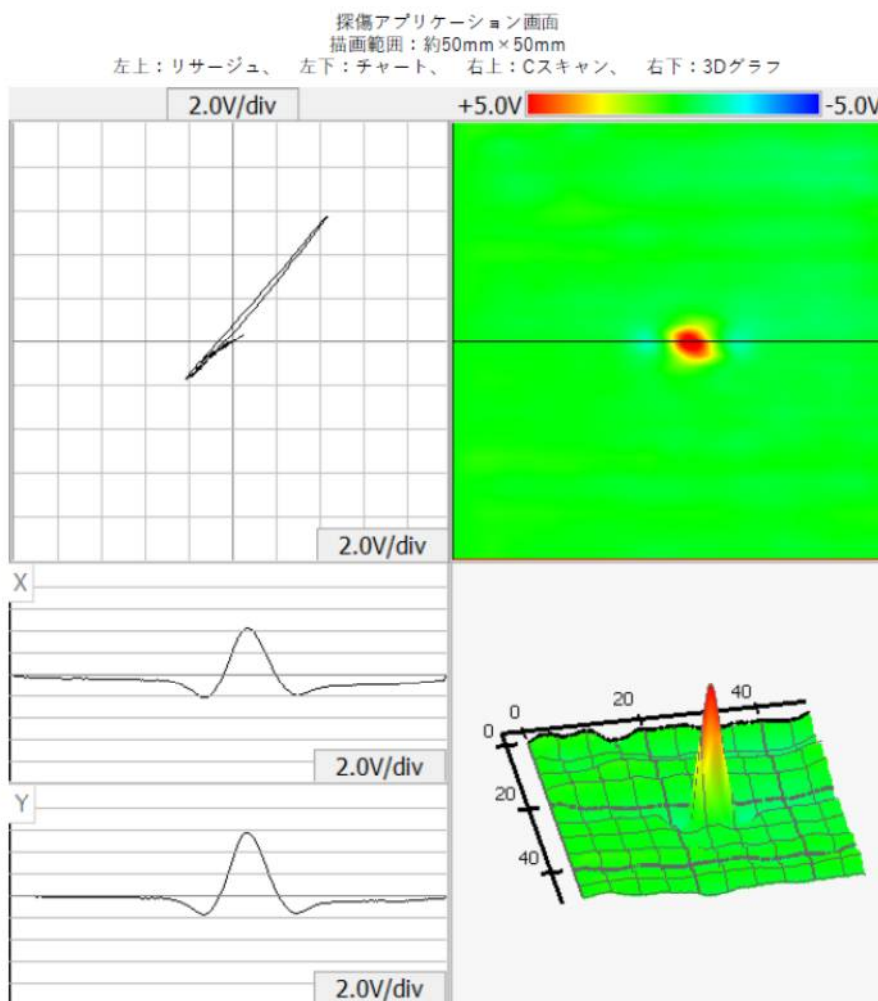 探傷アプリケーション画面
描画範囲：約50mm×50mm
左上：リサージュ、　左下：チャート、　右上：Cスキャン、　右下：3Dグラフ
2.0V/div
+5.0V
-5.0V
2.0V/div
X
2.0V/div
Y
2.0V/div
0
20
40
0
20
40